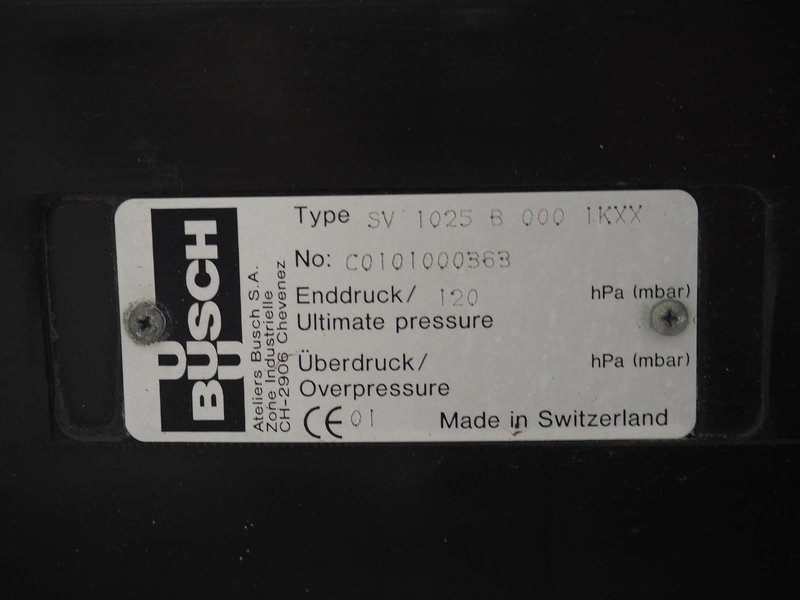 Type SV 1025 B 000 1KXX
No: C0101000363
Enddruck/ 120 hPa (mbar)
Ultimate pressure
Überdruck/ hPa (mbar)
Overpressure
CE 01 Made in Switzerland
BUSCH
Ateliers Busch S.A.
Zone Industrielle
CH-2906 Chevenez